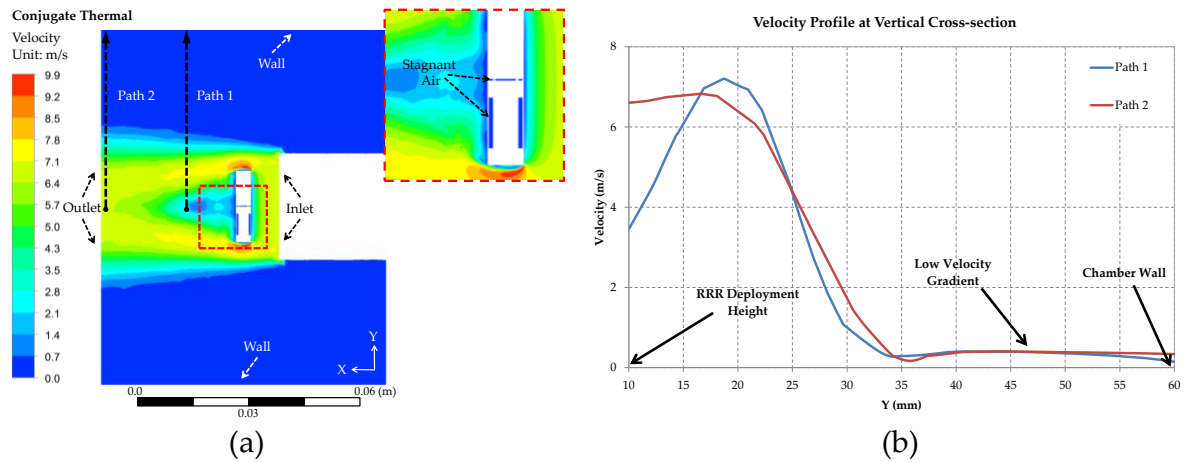 Conjugate Thermal
Velocity
Unit: m/s
9.9
9.2
8.5
7.8
7.1
6.4
5.7
5.0
4.3
3.5
2.8
2.1
1.4
0.7
0.0
Wall
Path 2
Path 1
Outlet
Inlet
Wall
Y
X
0.0
0.06 (m)
0.03
Stagnant
Air
(a)
Velocity Profile at Vertical Cross-section
8
6
4
2
0
Velocity (m/s)
Path 1
Path 2
RRR Deployment
Height
Low Velocity
Gradient
Chamber Wall
10 15 20 25 30 35 40 45 50 55 60
Y (mm)
(b)